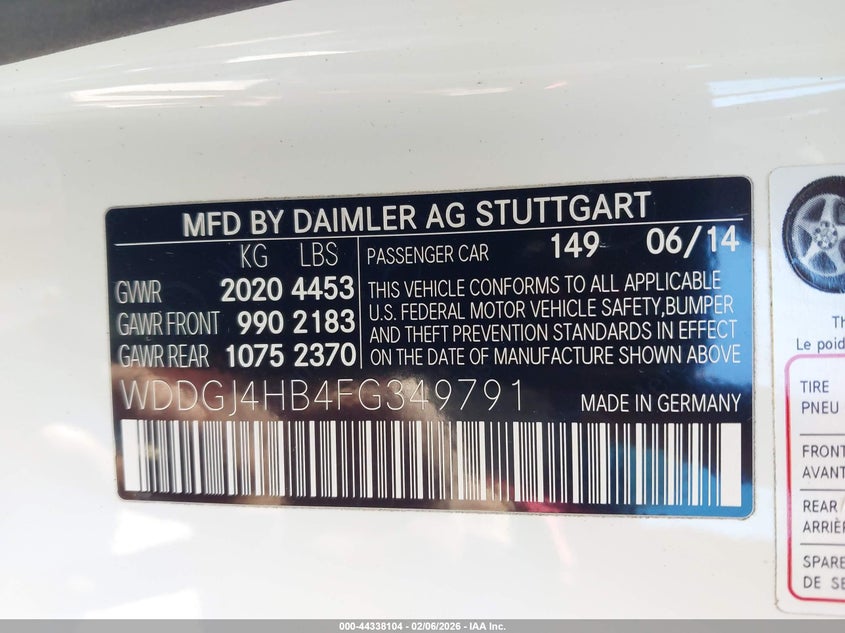 MFD BY DAIMLER AG STUTTGART
KG LBS
GVWR 2020 4453
GAWR FRONT 990 2183
GAWR REAR 1075 2370
PASSENGER CAR 149 06/14
THIS VEHICLE CONFORMS TO ALL APPLICABLE
U.S. FEDERAL MOTOR VEHICLE SAFETY,BUMPER
AND THEFT PREVENTION STANDARDS IN EFFECT
ON THE DATE OF MANUFACTURE SHOWN ABOVE
WDDGJ4HB4FG349791
MADE IN GERMANY
Th
Le poid
TIRE
PNEU
FRONT
AVANT
REAR/
ARRIÈR
SPARE
DE SE
000-44338104 - 02/06/2026 - IAA Inc.